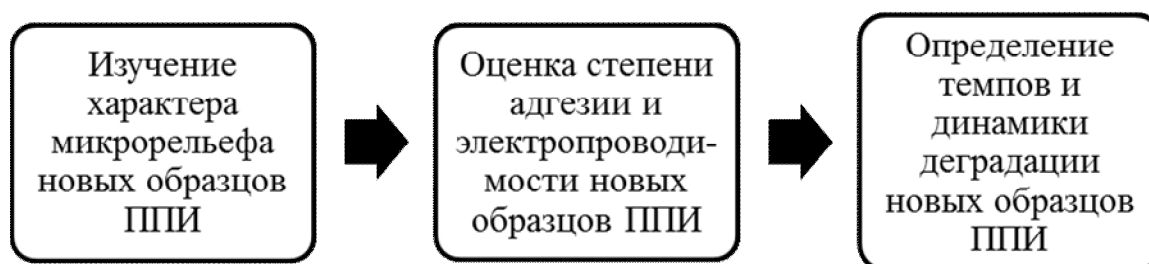 Изучение
характера
микрорельефа
новых образцов
ППИ
Оценка степени
адгезии и
электропроводи-
мости новых
образцов ППИ
Определение
темпов и
динамики
деградации
новых образцов
ППИ